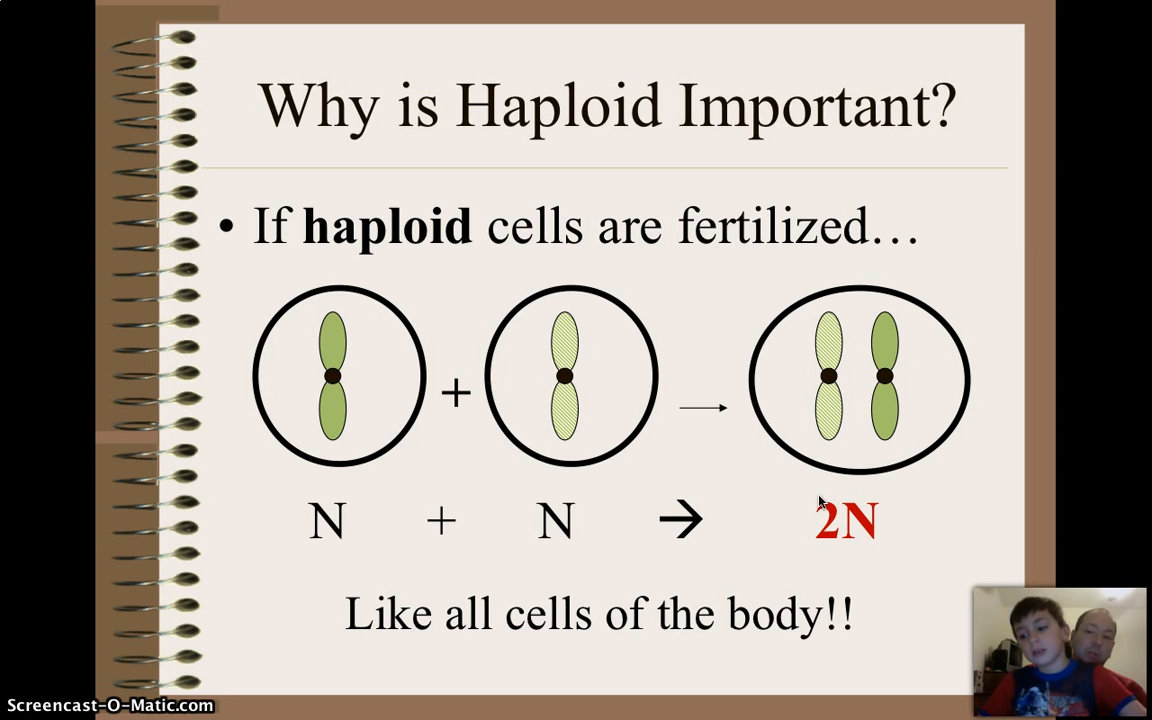 Why is Haploid Important?
• If haploid cells are fertilized…
+ →
N + N → 2N
Like all cells of the body!!
Screencast-O-Matic.com